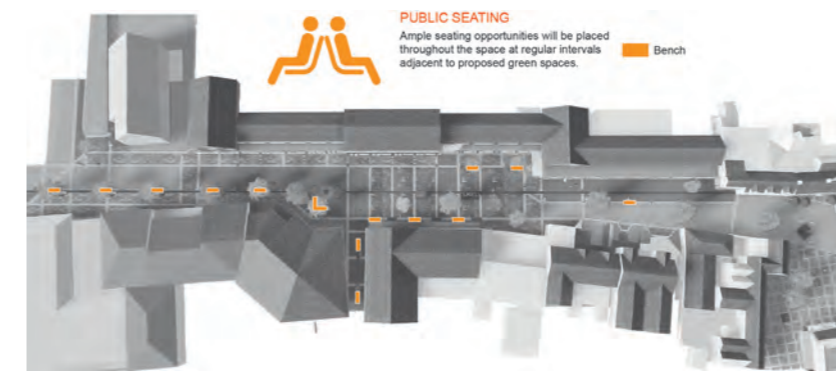 PUBLIC SEATING
Ample seating opportunities will be placed
throughout the space at regular intervals
adjacent to proposed green spaces.
Bench